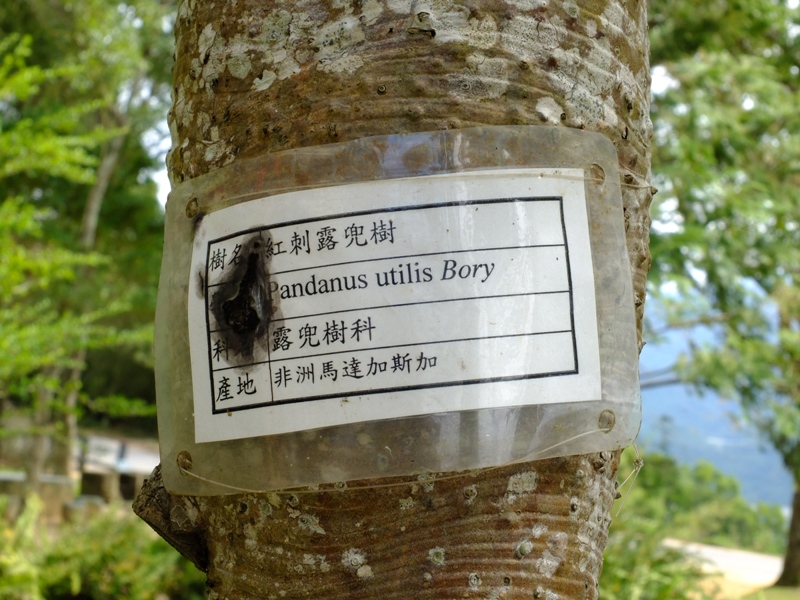 樹名 紅刺露兜樹
Pandanus utilis Bory
科 露兜樹科
產地 非洲馬達加斯加